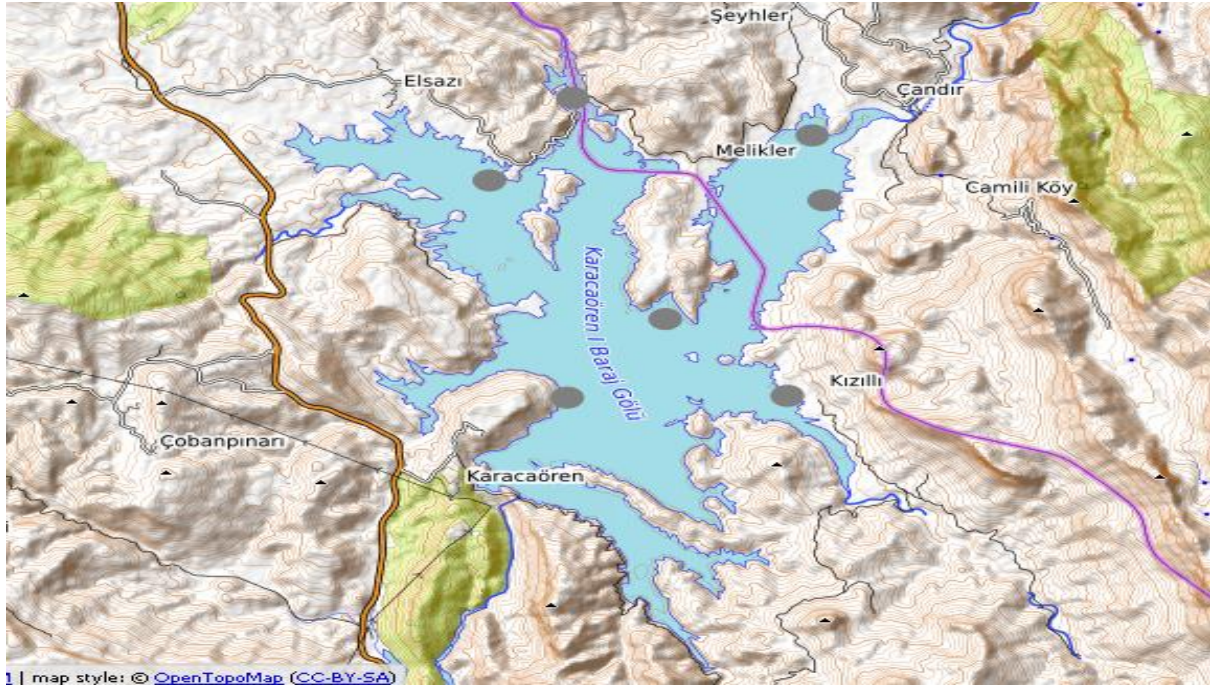 Şeyhler
Elsazı
Çandır
Melikler
Camili Köy
Karacaören I Baraj Gölü
Kızıllı
Çobanpınarı
Karacaören
| map style: © OpenTopoMap (CC-BY-SA)